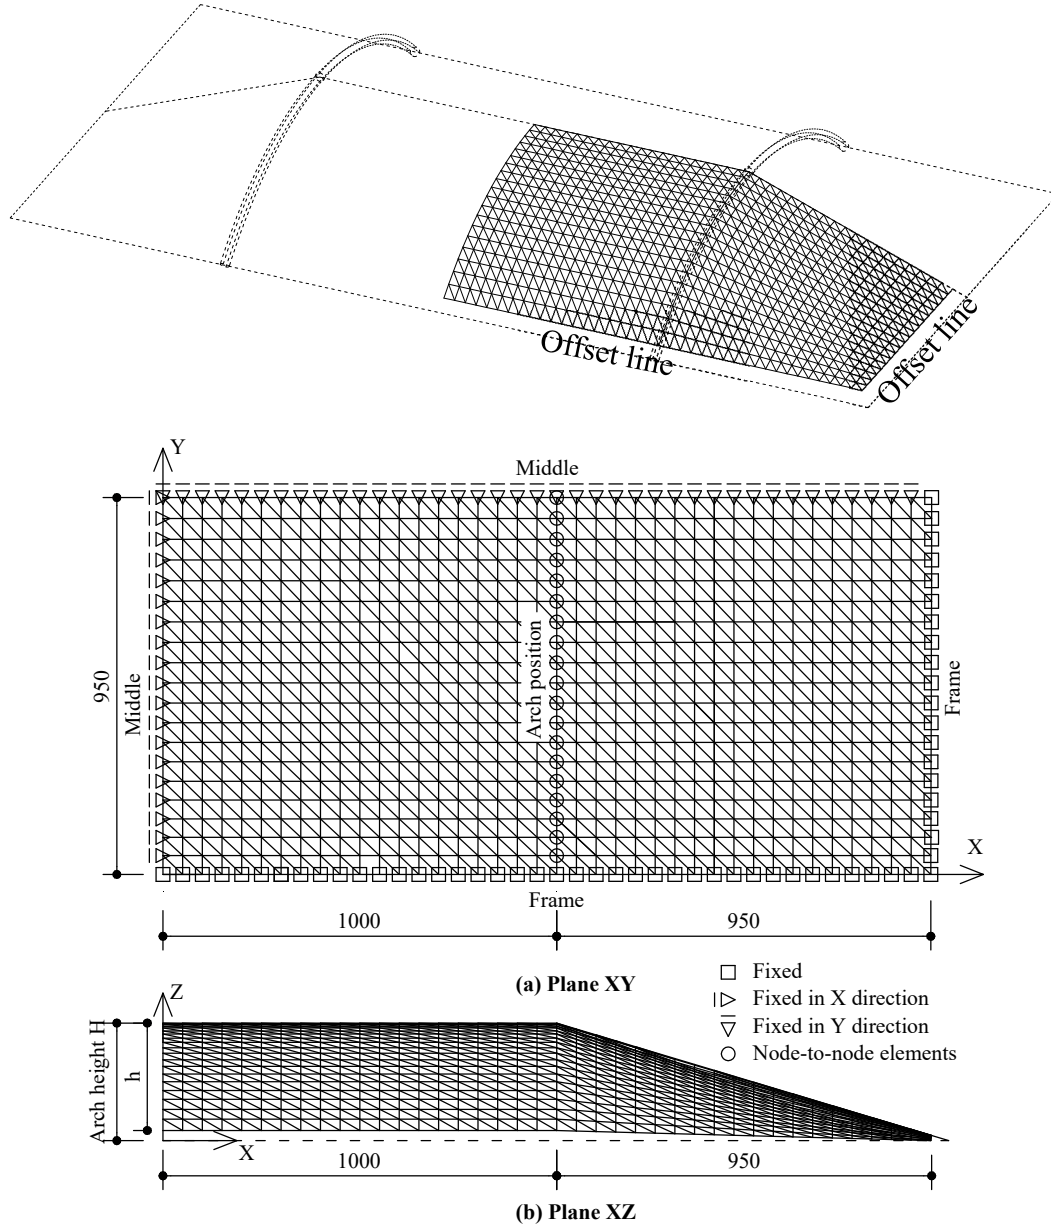 Offset line
Offset line
Y
Middle
950
Middle
Arch position
Frame
X
Frame
1000
950
(a) Plane XY
Fixed
Fixed in X direction
Fixed in Y direction
Node-to-node elements
Z
Arch height H
h
X
1000
950
(b) Plane XZ